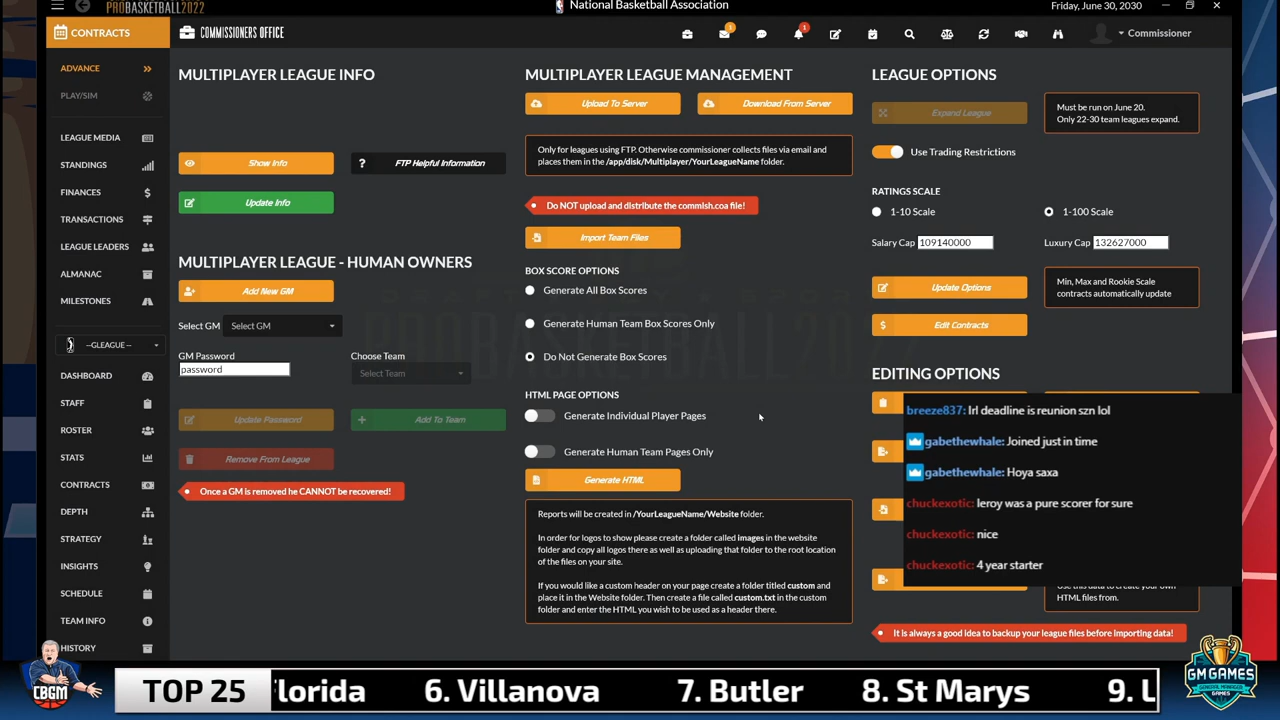 PROBASKETBALL2022
National Basketball Association
Friday, June 30, 2030
CONTRACTS
COMMISSIONERS OFFICE
1
1
Commissioner
ADVANCE
PLAY/SIM
LEAGUE MEDIA
STANDINGS
FINANCES
TRANSACTIONS
LEAGUE LEADERS
ALMANAC
MILESTONES
--GLEAGUE --
DASHBOARD
STAFF
ROSTER
STATS
CONTRACTS
DEPTH
STRATEGY
INSIGHTS
SCHEDULE
TEAM INFO
HISTORY
MULTIPLAYER LEAGUE INFO
Show Info
FTP Helpful Information
Update Info
MULTIPLAYER LEAGUE - HUMAN OWNERS
Add New GM
Select GM
Select GM
GM Password
Choose Team
password
Select Team
Update Password
Add To Team
Remove From League
Once a GM is removed he CANNOT be recovered!
MULTIPLAYER LEAGUE MANAGEMENT
Upload To Server
Download From Server
Only for leagues using FTP. Otherwise commissioner collects files via email and
places them in the /app/disk/Multiplayer/YourLeagueName folder.
Do NOT upload and distribute the commish.coa file!
Import Team Files
BOX SCORE OPTIONS
Generate All Box Scores
Generate Human Team Box Scores Only
Do Not Generate Box Scores
HTML PAGE OPTIONS
Generate Individual Player Pages
Generate Human Team Pages Only
Generate HTML
Reports will be created in /YourLeagueName/Website folder.
In order for logos to show please create a folder called images in the website
folder and copy all logos there as well as uploading that folder to the root location
of the files on your site.
If you would like a custom header on your page create a folder titled custom and
place it in the Website folder. Then create a file called custom.txt in the custom
folder and enter the HTML you wish to be used as a header there.
LEAGUE OPTIONS
Expand League
Must be run on June 20.
Only 22-30 team leagues expand.
Use Trading Restrictions
RATINGS SCALE
1-10 Scale
1-100 Scale
Salary Cap 109140000
Luxury Cap 132627000
Update Options
Min, Max and Rookie Scale
contracts automatically update
Edit Contracts
EDITING OPTIONS
breeze837: Irl deadline is reunion szn lol
gabethewhale: Joined just in time
gabethewhale: Hoya saxa
chuckexotic: leroy was a pure scorer for sure
chuckexotic: nice
chuckexotic: 4 year starter
Use this data to create your own
HTML files from.
It is always a good idea to backup your league files before importing data!
CBGM
TOP 25
lorida 6. Villanova 7. Butler 8. St Marys 9. L
GM GAMES
GENERAL MANAGER
GAMES